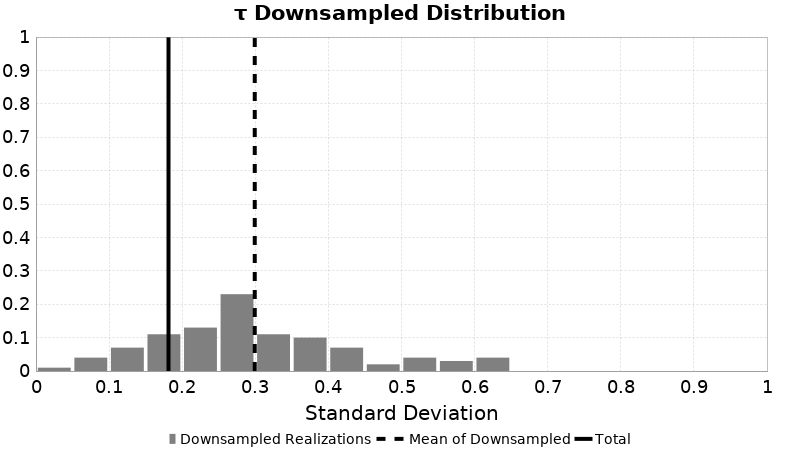 τ Downsampled Distribution
1
0.9
0.8
0.7
0.6
0.5
0.4
0.3
0.2
0.1
0
0 0.1 0.2 0.3 0.4 0.5 0.6 0.7 0.8 0.9 1
Standard Deviation
Downsampled Realizations Mean of Downsampled Total